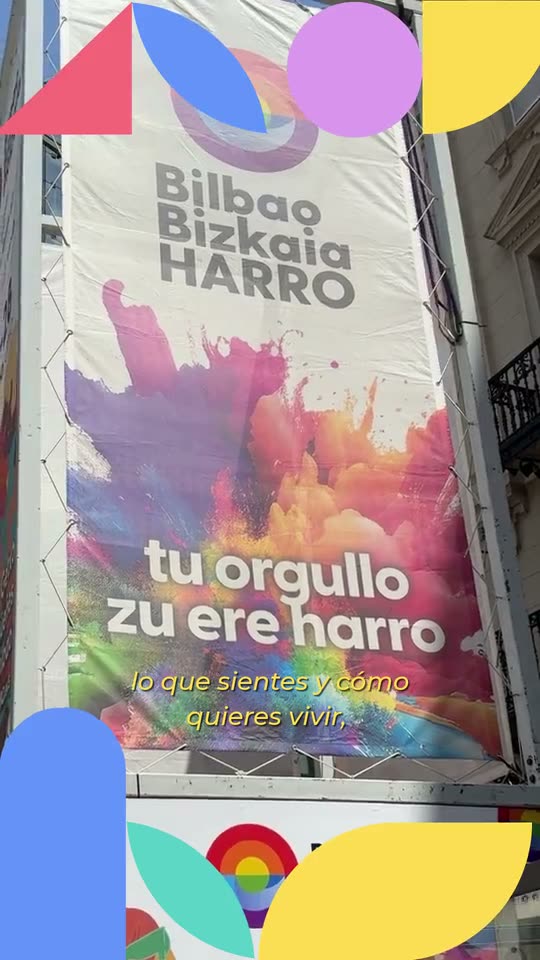 Bilbao
Bizkaia
HARRO
tu orgullo
zu ere harro
lo que sientes y cómo
quieres vivir,